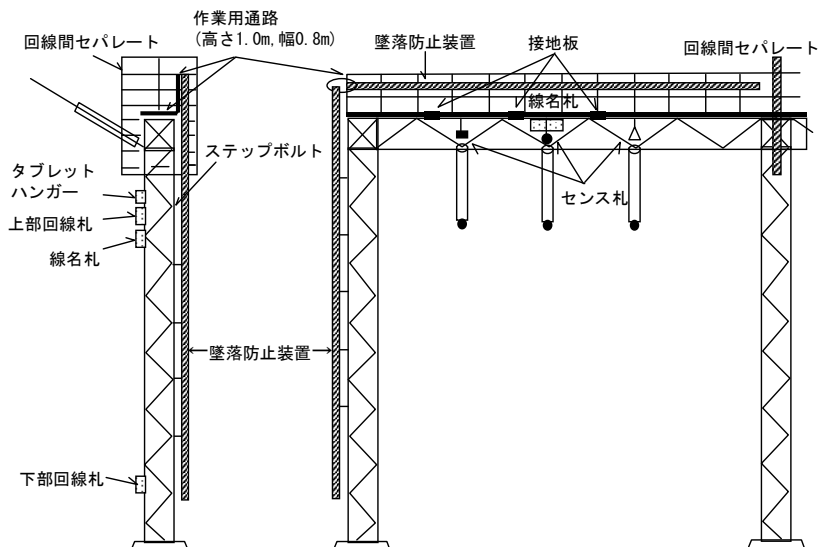 作業用通路
(高さ1.0m,幅0.8m)
回線間セパレート
墜落防止装置
接地板
回線間セパレート
線名札
ステップボルト
タブレット
ハンガー
上部回線札
線名札
センス札
墜落防止装置
下部回線札